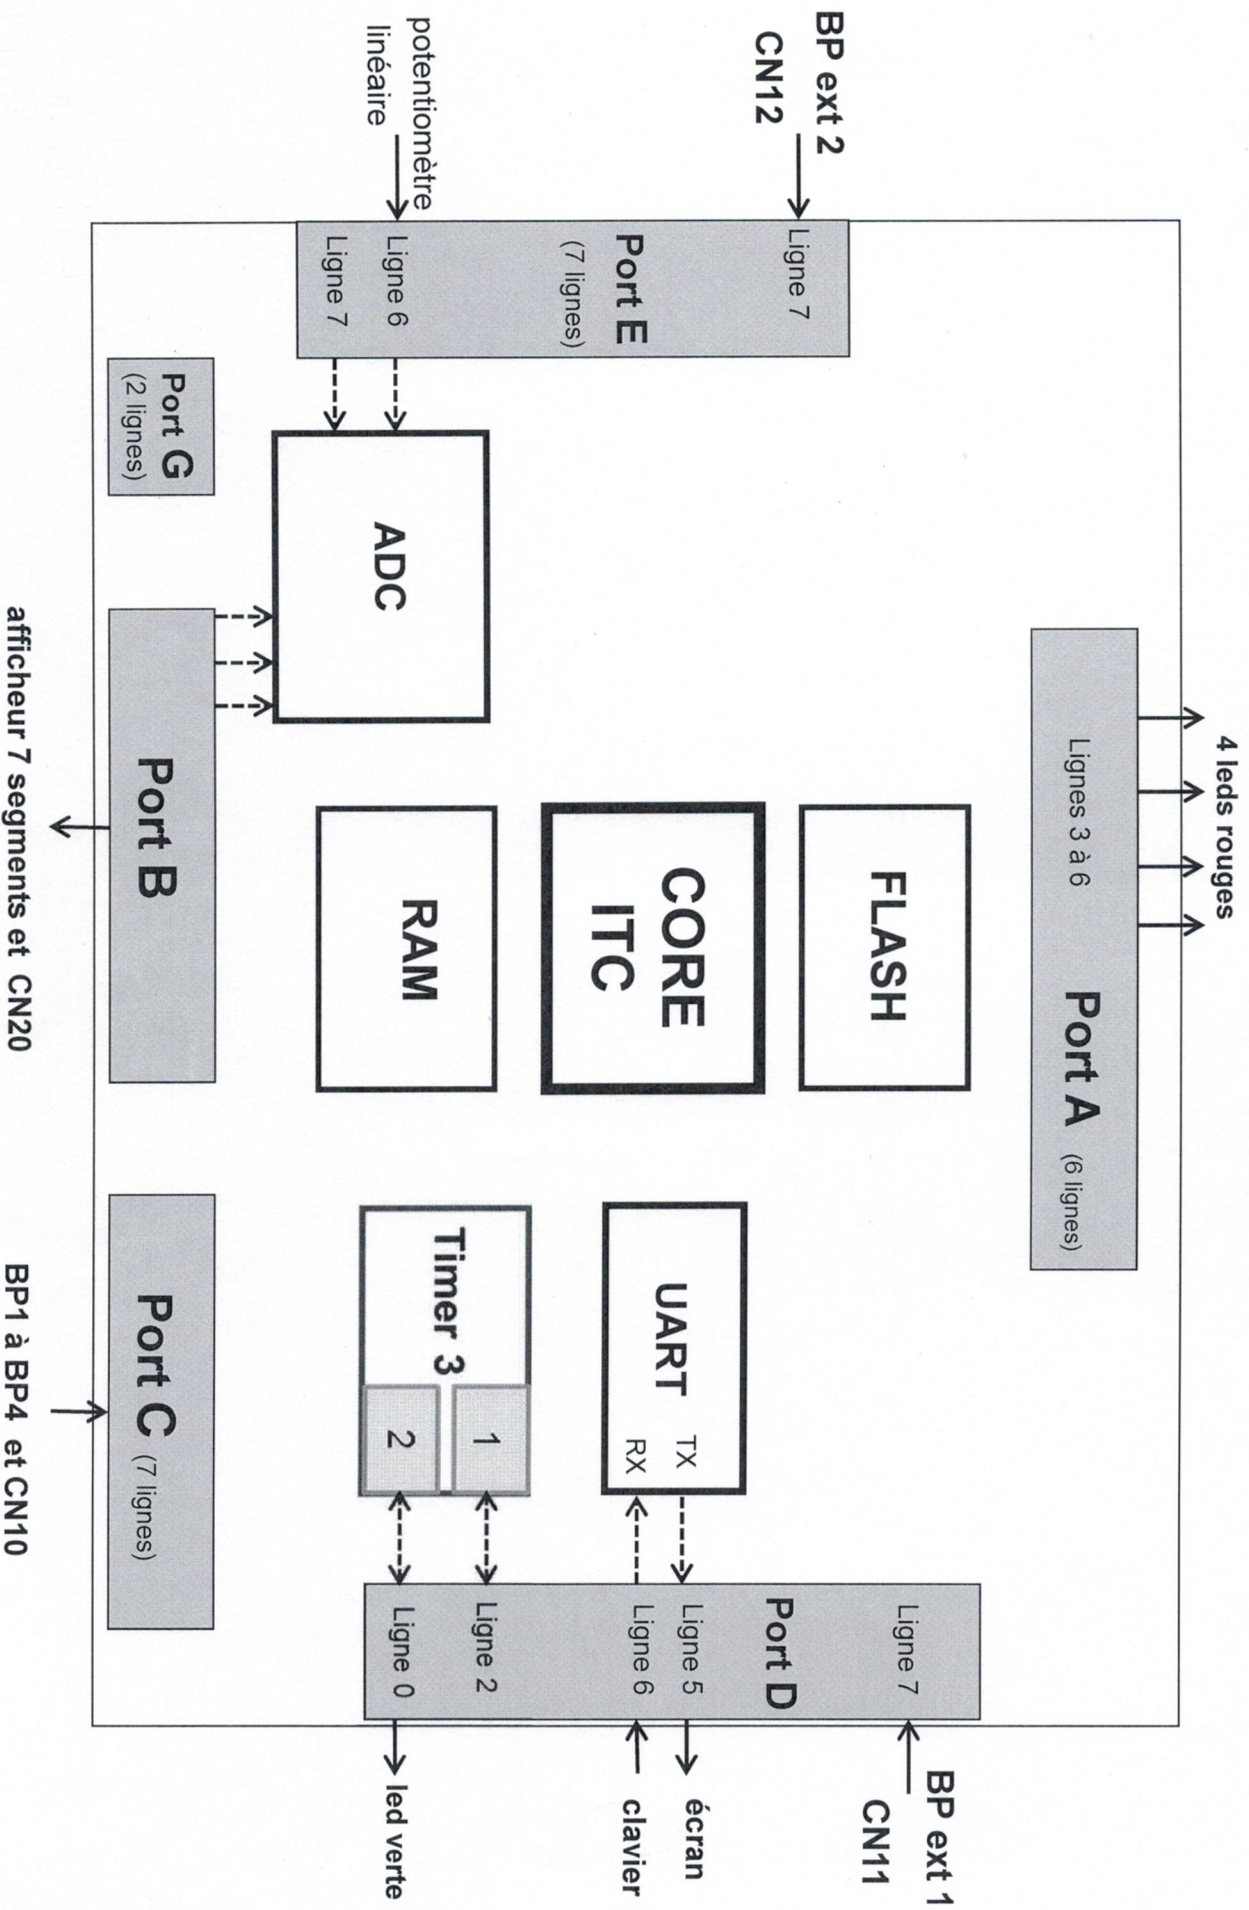 4 leds rouges
Lignes 3 à 6 Port A (6 lignes)
BP ext 2
CN12
Ligne 7
Port E
(7 lignes)
Ligne 6
Ligne 7
potentiomètre
linéaire
FLASH
CORE
ITC
RAM
ADC
UART
TX
RX
Timer 3
1
2
BP ext 1
CN11
Ligne 7
Port D
Ligne 5
Ligne 6
Ligne 2
Ligne 0
écran
clavier
led verte
Port G
(2 lignes)
Port B
Port C (7 lignes)
afficheur 7 segments et CN20
BP1 à BP4 et CN10